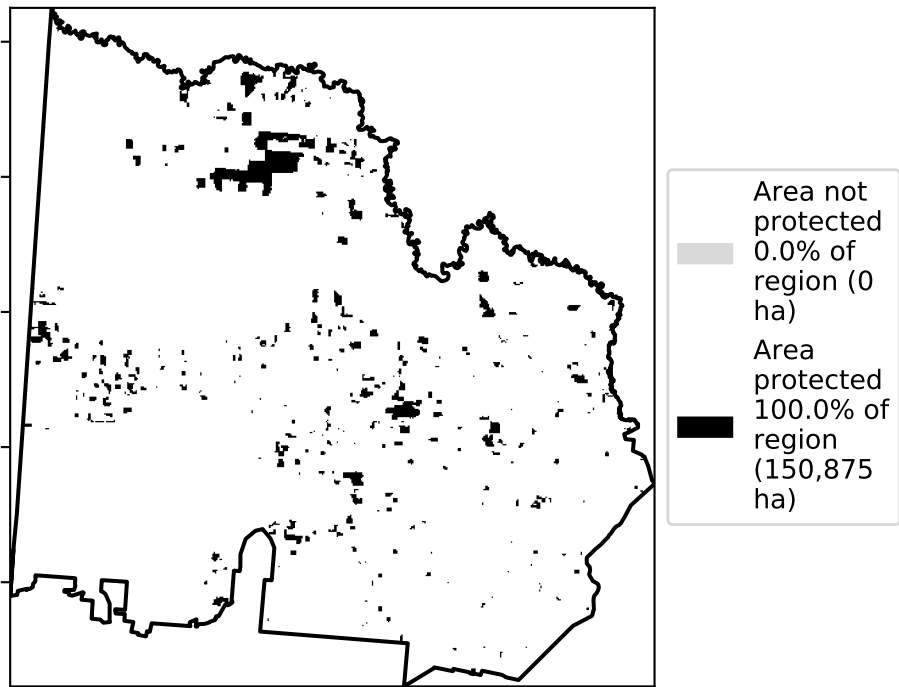 Area not
protected
0.0% of
region (0
ha)
Area
protected
100.0% of
region
(150,875
ha)